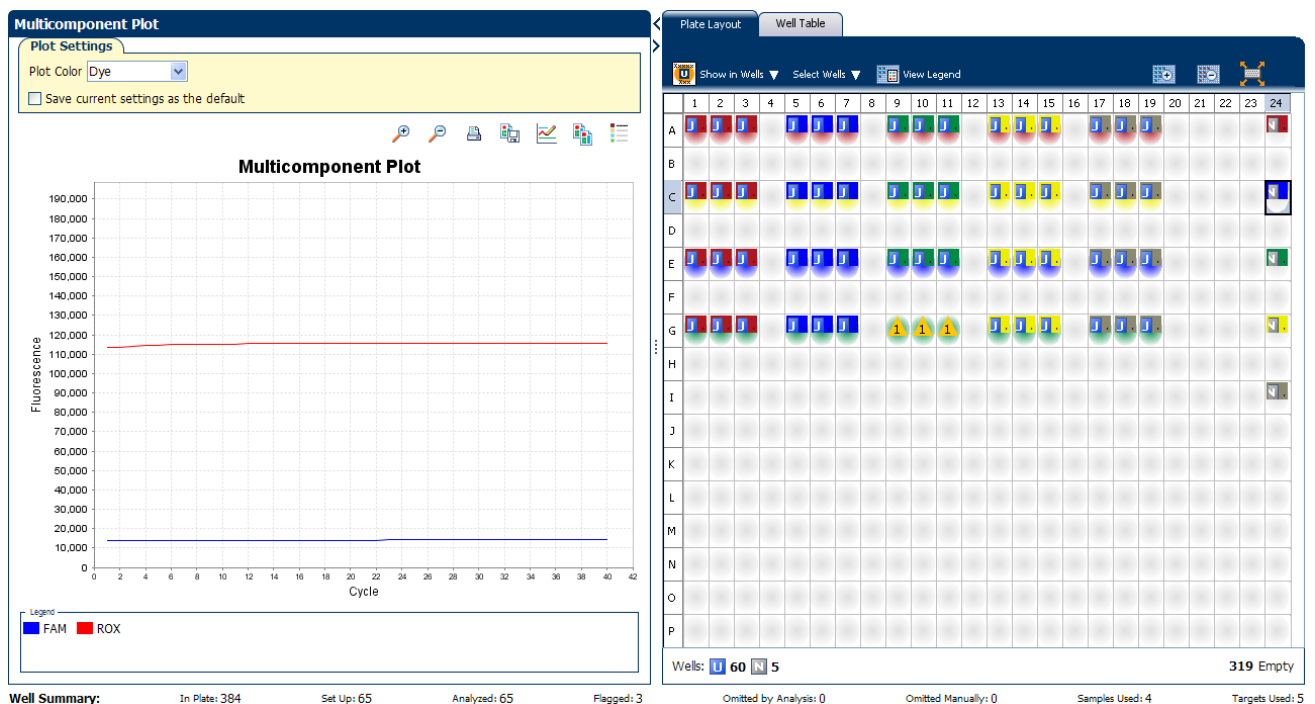 Multicomponent Plot
Plot Settings
Plot Color Dye
Save current settings as the default
Multicomponent Plot
190,000
180,000
170,000
160,000
150,000
140,000
130,000
120,000
110,000
100,000
90,000
80,000
70,000
60,000
50,000
40,000
30,000
20,000
10,000
0
Fluorescence
0 2 4 6 8 10 12 14 16 18 20 22 24 26 28 30 32 34 36 38 40 42
Cycle
Legend
FAM ROX
Plate Layout Well Table
Show in Wells Select Wells View Legend
1 2 3 4 5 6 7 8 9 10 11 12 13 14 15 16 17 18 19 20 21 22 23 24
A U U U U U U U U U U U U U U U N
B
C U U U U U U U U U U U U U U U N
D
E U U U U U U U U U U U U U U U N
F
G U U U U U U 1 1 1 U U U U U U N
H
I N
J
K
L
M
N
O
P
Wells: U 60 N 5 319 Empty
Well Summary: In Plate: 384 Set Up: 65 Analyzed: 65 Flagged: 3 Omitted by Analysis: 0 Omitted Manually: 0 Samples Used: 4 Targets Used: 5